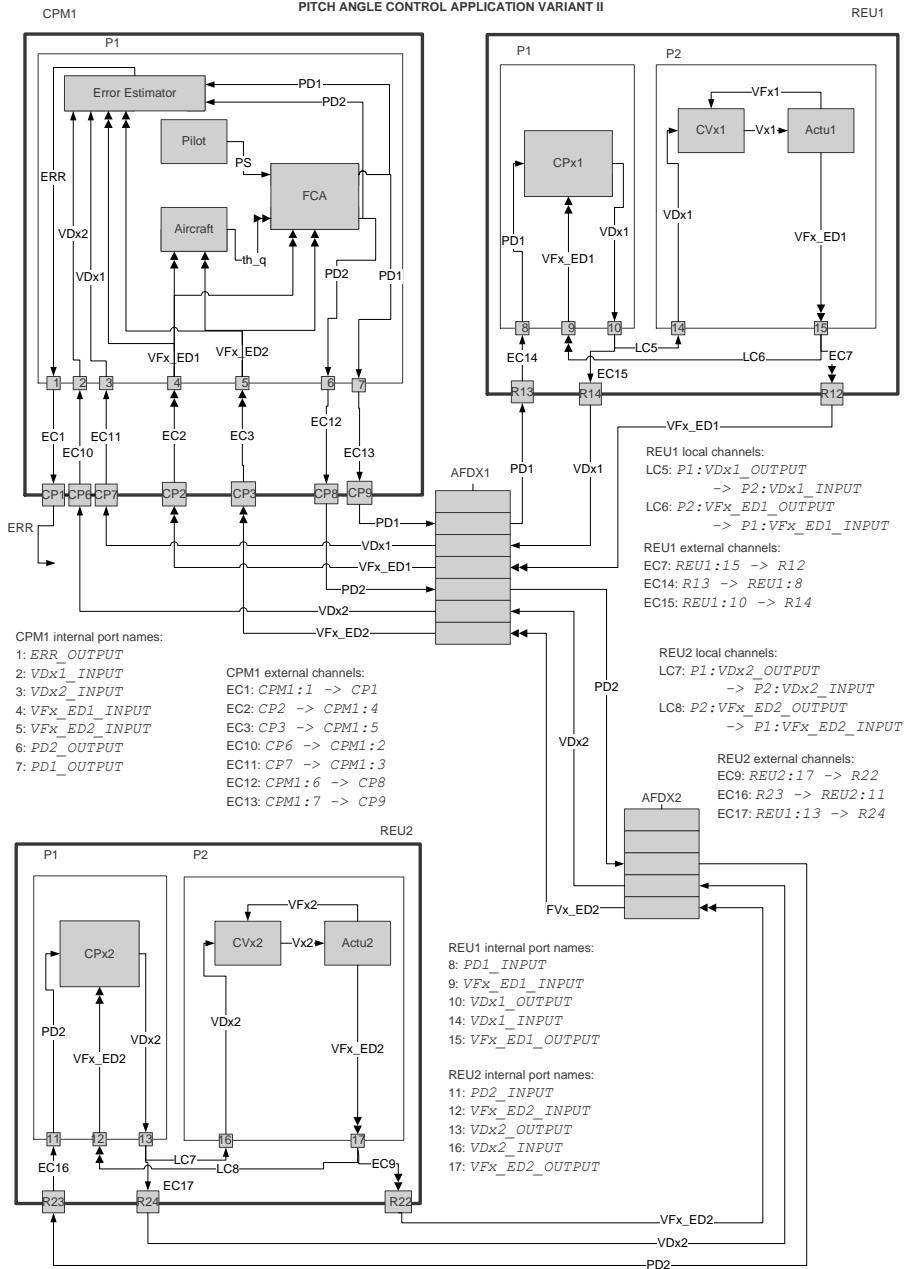 PITCH ANGLE CONTROL APPLICATION VARIANT II
CPM1
P1
Error Estimator
PD1
PD2
Pilot
PS
FCA
ERR
Aircraft
VDx2
th_q
VDx1
PD2
PD1
VFx_ED1
VFx_ED2
1
2
3
4
5
6
7
EC1
EC10
EC11
EC2
EC3
EC12
EC13
CP1
CP6
CP7
CP2
CP3
CP8
CP9
ERR
REU1
P1
P2
VFx1
CVx1
Vx1
Actu1
CPx1
PD1
VFx_ED1
VDx1
VDx1
VFx_ED1
8
9
10
14
15
EC14
LC5
LC6
EC7
EC15
R13
R14
R12
VFx_ED1
AFDX1
PD1
VDx1
PD1
VDx1
VFx_ED1
PD2
VDx2
VFx_ED2
REU1 local channels:
LC5: P1:VDx1_OUTPUT
-> P2:VDx1_INPUT
LC6: P2:VFx_ED1_OUTPUT
-> P1:VFx_ED1_INPUT
REU1 external channels:
EC7: REU1:15 -> R12
EC14: R13 -> REU1:8
EC15: REU1:10 -> R14
CPM1 internal port names:
1: ERR_OUTPUT
2: VDx1_INPUT
3: VDx2_INPUT
4: VFx_ED1_INPUT
5: VFx_ED2_INPUT
6: PD2_OUTPUT
7: PD1_OUTPUT
CPM1 external channels:
EC1: CPM1:1 -> CP1
EC2: CP2 -> CPM1:4
EC3: CP3 -> CPM1:5
EC10: CP6 -> CPM1:2
EC11: CP7 -> CPM1:3
EC12: CPM1:6 -> CP8
EC13: CPM1:7 -> CP9
PD2
VDx2
REU2 local channels:
LC7: P1:VDx2_OUTPUT
-> P2:VDx2_INPUT
LC8: P2:VFx_ED2_OUTPUT
-> P1:VFx_ED2_INPUT
REU2 external channels:
EC9: REU2:17 -> R22
EC16: R23 -> REU2:11
EC17: REU1:13 -> R24
AFDX2
FVx_ED2
REU2
P1
P2
VFx2
CVx2
Vx2
Actu2
CPx2
PD2
VFx_ED2
VDx2
VDx2
VFx_ED2
11
12
13
16
17
EC16
LC7
LC8
EC9
EC17
R23
R24
R22
REU1 internal port names:
8: PD1_INPUT
9: VFx_ED1_INPUT
10: VDx1_OUTPUT
14: VDx1_INPUT
15: VFx_ED1_OUTPUT
REU2 internal port names:
11: PD2_INPUT
12: VFx_ED2_INPUT
13: VDx2_OUTPUT
16: VDx2_INPUT
17: VFx_ED2_OUTPUT
VFx_ED2
VDx2
PD2